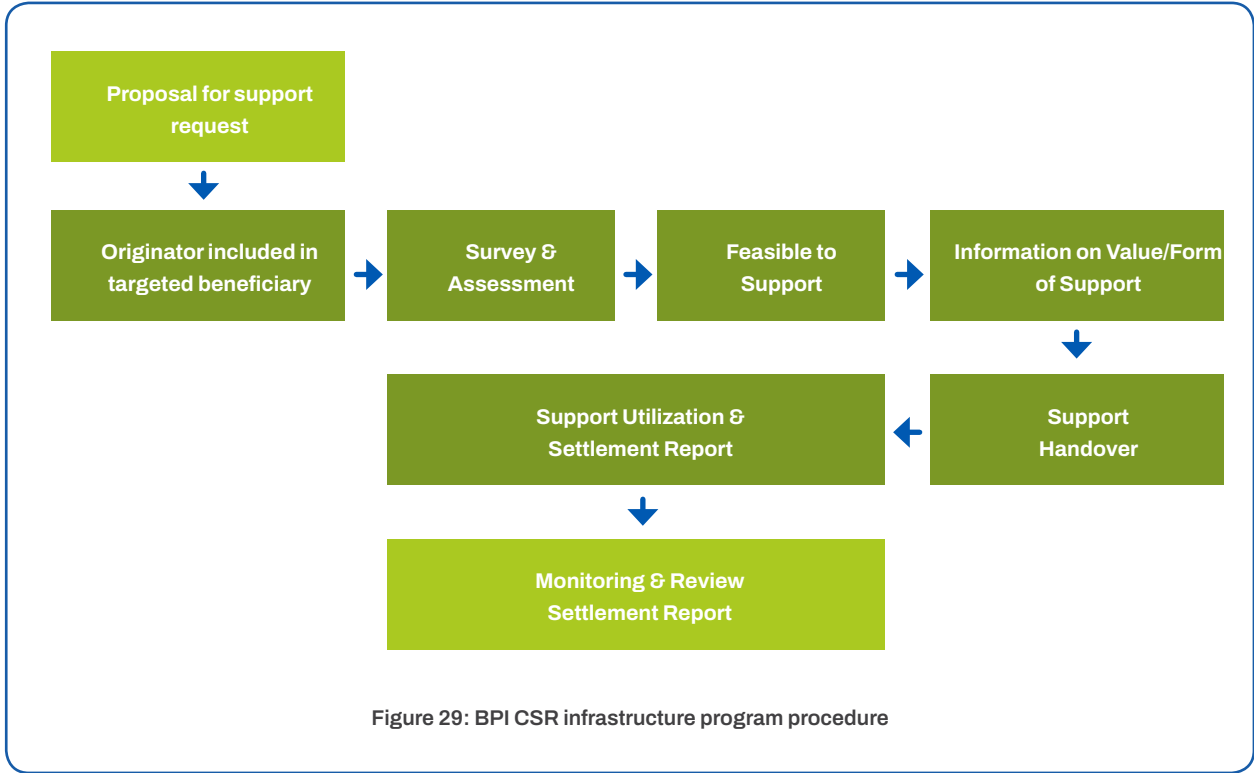 Proposal for support
request
Originator included in
targeted beneficiary
Survey &
Assessment
Feasible to
Support
Information on Value/Form
of Support
Support
Handover
Support Utilization &
Settlement Report
Monitoring & Review
Settlement Report
Figure 29: BPI CSR infrastructure program procedure